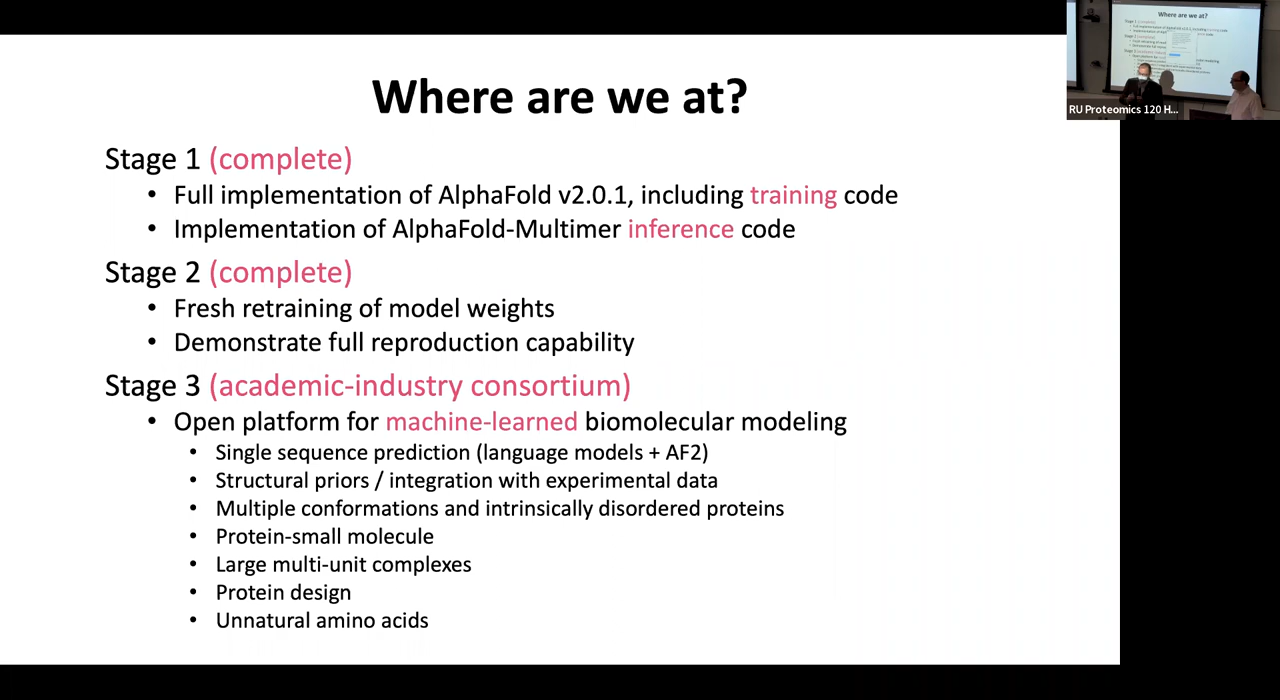 Where are we at?
Stage 1 (complete)
• Full implementation of AlphaFold v2.0.1, including training code
• Implementation of AlphaFold-Multimer inference code
Stage 2 (complete)
• Fresh retraining of model weights
• Demonstrate full reproduction capability
Stage 3 (academic-industry consortium)
• Open platform for machine-learned biomolecular modeling
• Single sequence prediction (language models + AF2)
• Structural priors / integration with experimental data
• Multiple conformations and intrinsically disordered proteins
• Protein-small molecule
• Large multi-unit complexes
• Protein design
• Unnatural amino acids
Where are we at?
RU Proteomics 120 H...